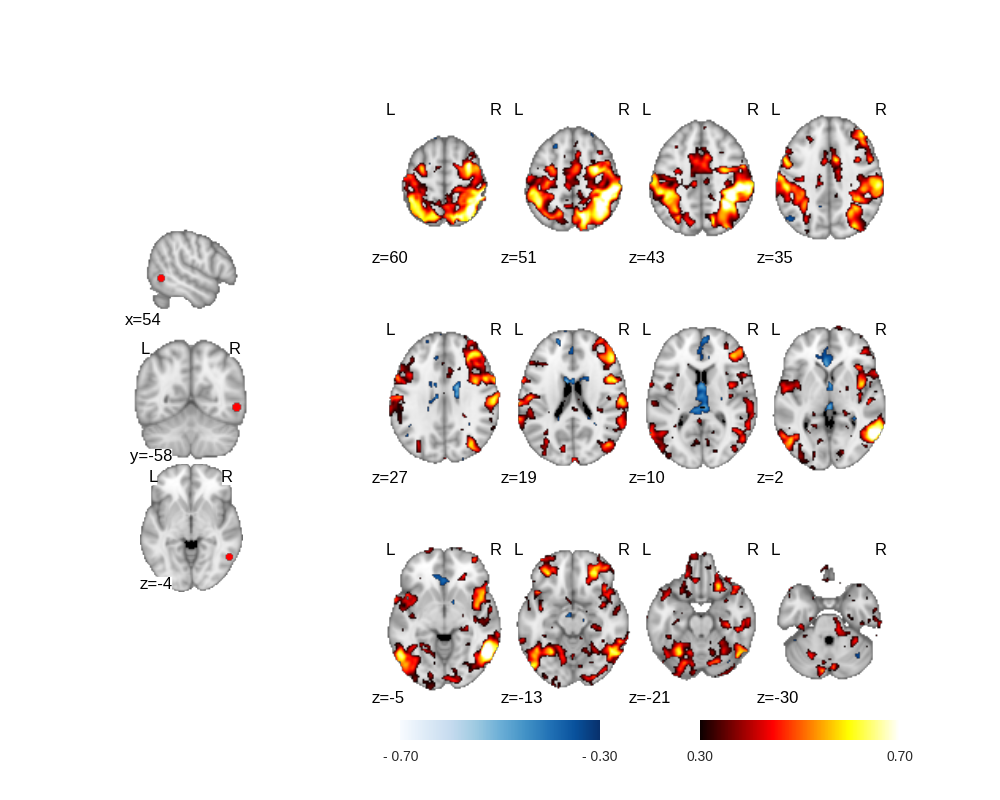 L R L R L R L R
z=60 z=51 z=43 z=35
x=54
L R
L R L R L R L R
y=-58
L R
z=27 z=19 z=10 z=2
z=-4
L R L R L R L R
z=-5 z=-13 z=-21 z=-30
- 0.70 - 0.30 0.30 0.70